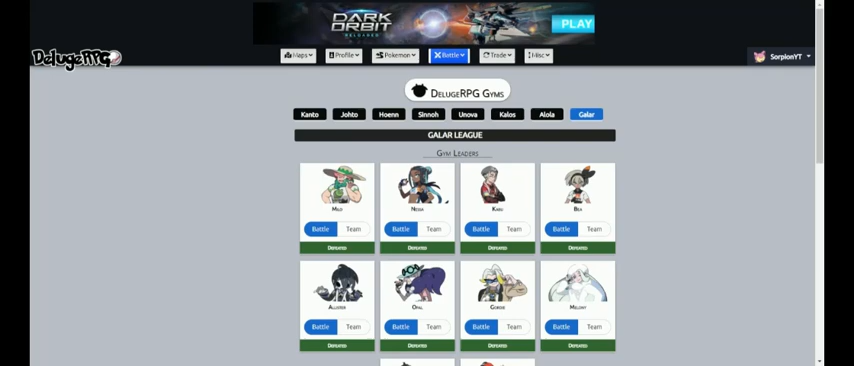 DARK
ORBIT
RELOADED
PLAY
DelugeRPG
Maps
Profile
Pokemon
Battle
Trade
Misc
SorpionYT
DelugeRPG Gyms
Kanto
Johto
Hoenn
Sinnoh
Unova
Kalos
Alola
Galar
GALAR LEAGUE
Gym Leaders
Milo
Nessa
Kabu
Bea
Battle Team
Battle Team
Battle Team
Battle Team
Defeated
Defeated
Defeated
Defeated
Allister
Opal
Gordie
Melony
Battle Team
Battle Team
Battle Team
Battle Team
Defeated
Defeated
Defeated
Defeated